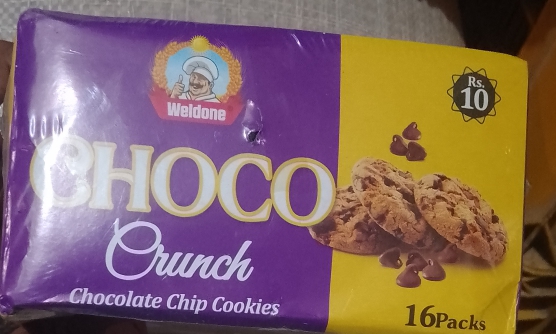 Weldone
Rs.
10
CHOCO
Crunch
Chocolate Chip Cookies
16Packs